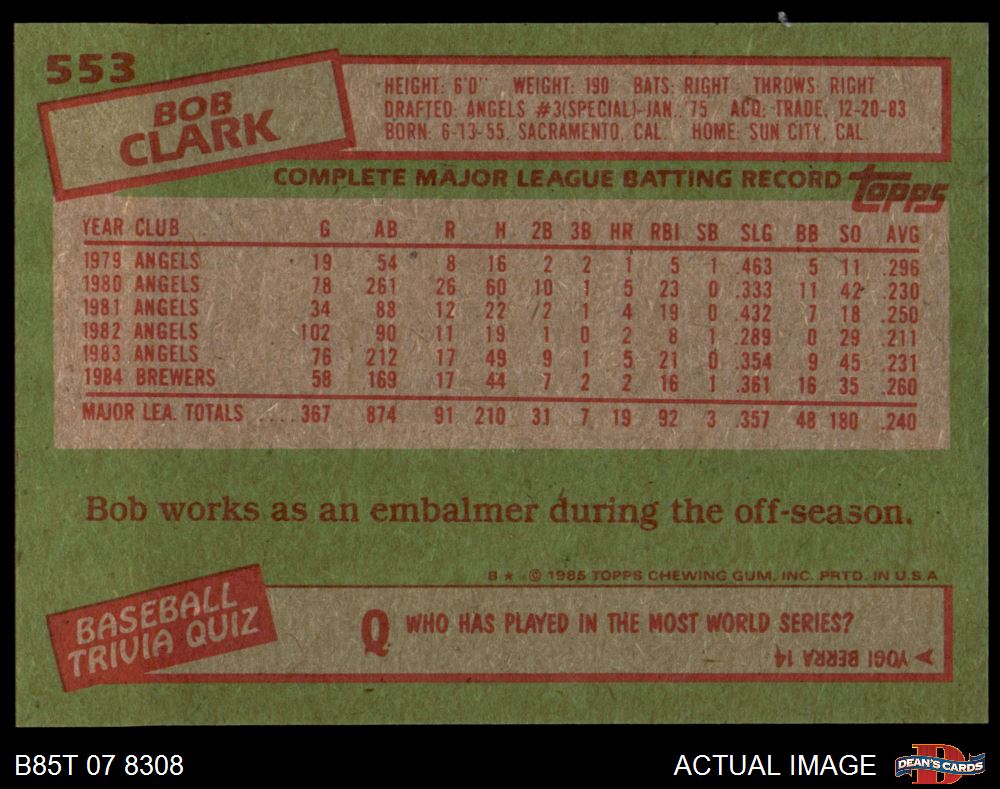 553
BOB
CLARK
HEIGHT: 6'0" WEIGHT: 190 BATS: RIGHT THROWS: RIGHT
DRAFTED: ANGELS #3(SPECIAL)-JAN., '75 ACQ: TRADE, 12-20-83
BORN: 6-13-55, SACRAMENTO, CAL. HOME: SUN CITY, CAL.
COMPLETE MAJOR LEAGUE BATTING RECORD topps
YEAR CLUB G AB R H 2B 3B HR RBI SB SLG BB SO AVG
1979 ANGELS 19 54 8 16 2 2 1 5 1 .463 5 11 .296
1980 ANGELS 78 261 26 60 10 1 5 23 0 .333 11 42 .230
1981 ANGELS 34 88 12 22 2 1 4 19 0 .432 7 18 .250
1982 ANGELS 102 90 11 19 1 0 2 8 1 .289 0 29 .211
1983 ANGELS 76 212 17 49 9 1 5 21 0 .354 9 45 .231
1984 BREWERS 58 169 17 44 7 2 2 16 1 .361 16 35 .260
MAJOR LEA. TOTALS ....367 874 91 210 31 7 19 92 3 .357 48 180 .240
Bob works as an embalmer during the off-season.
B★ © 1985 TOPPS CHEWING GUM, INC. PRTD. IN U.S.A
BASEBALL
TRIVIA QUIZ
Q WHO HAS PLAYED IN THE MOST WORLD SERIES?
YOGI BERRA 14
B85T 07 8308
ACTUAL IMAGE
DEAN'S CARDS